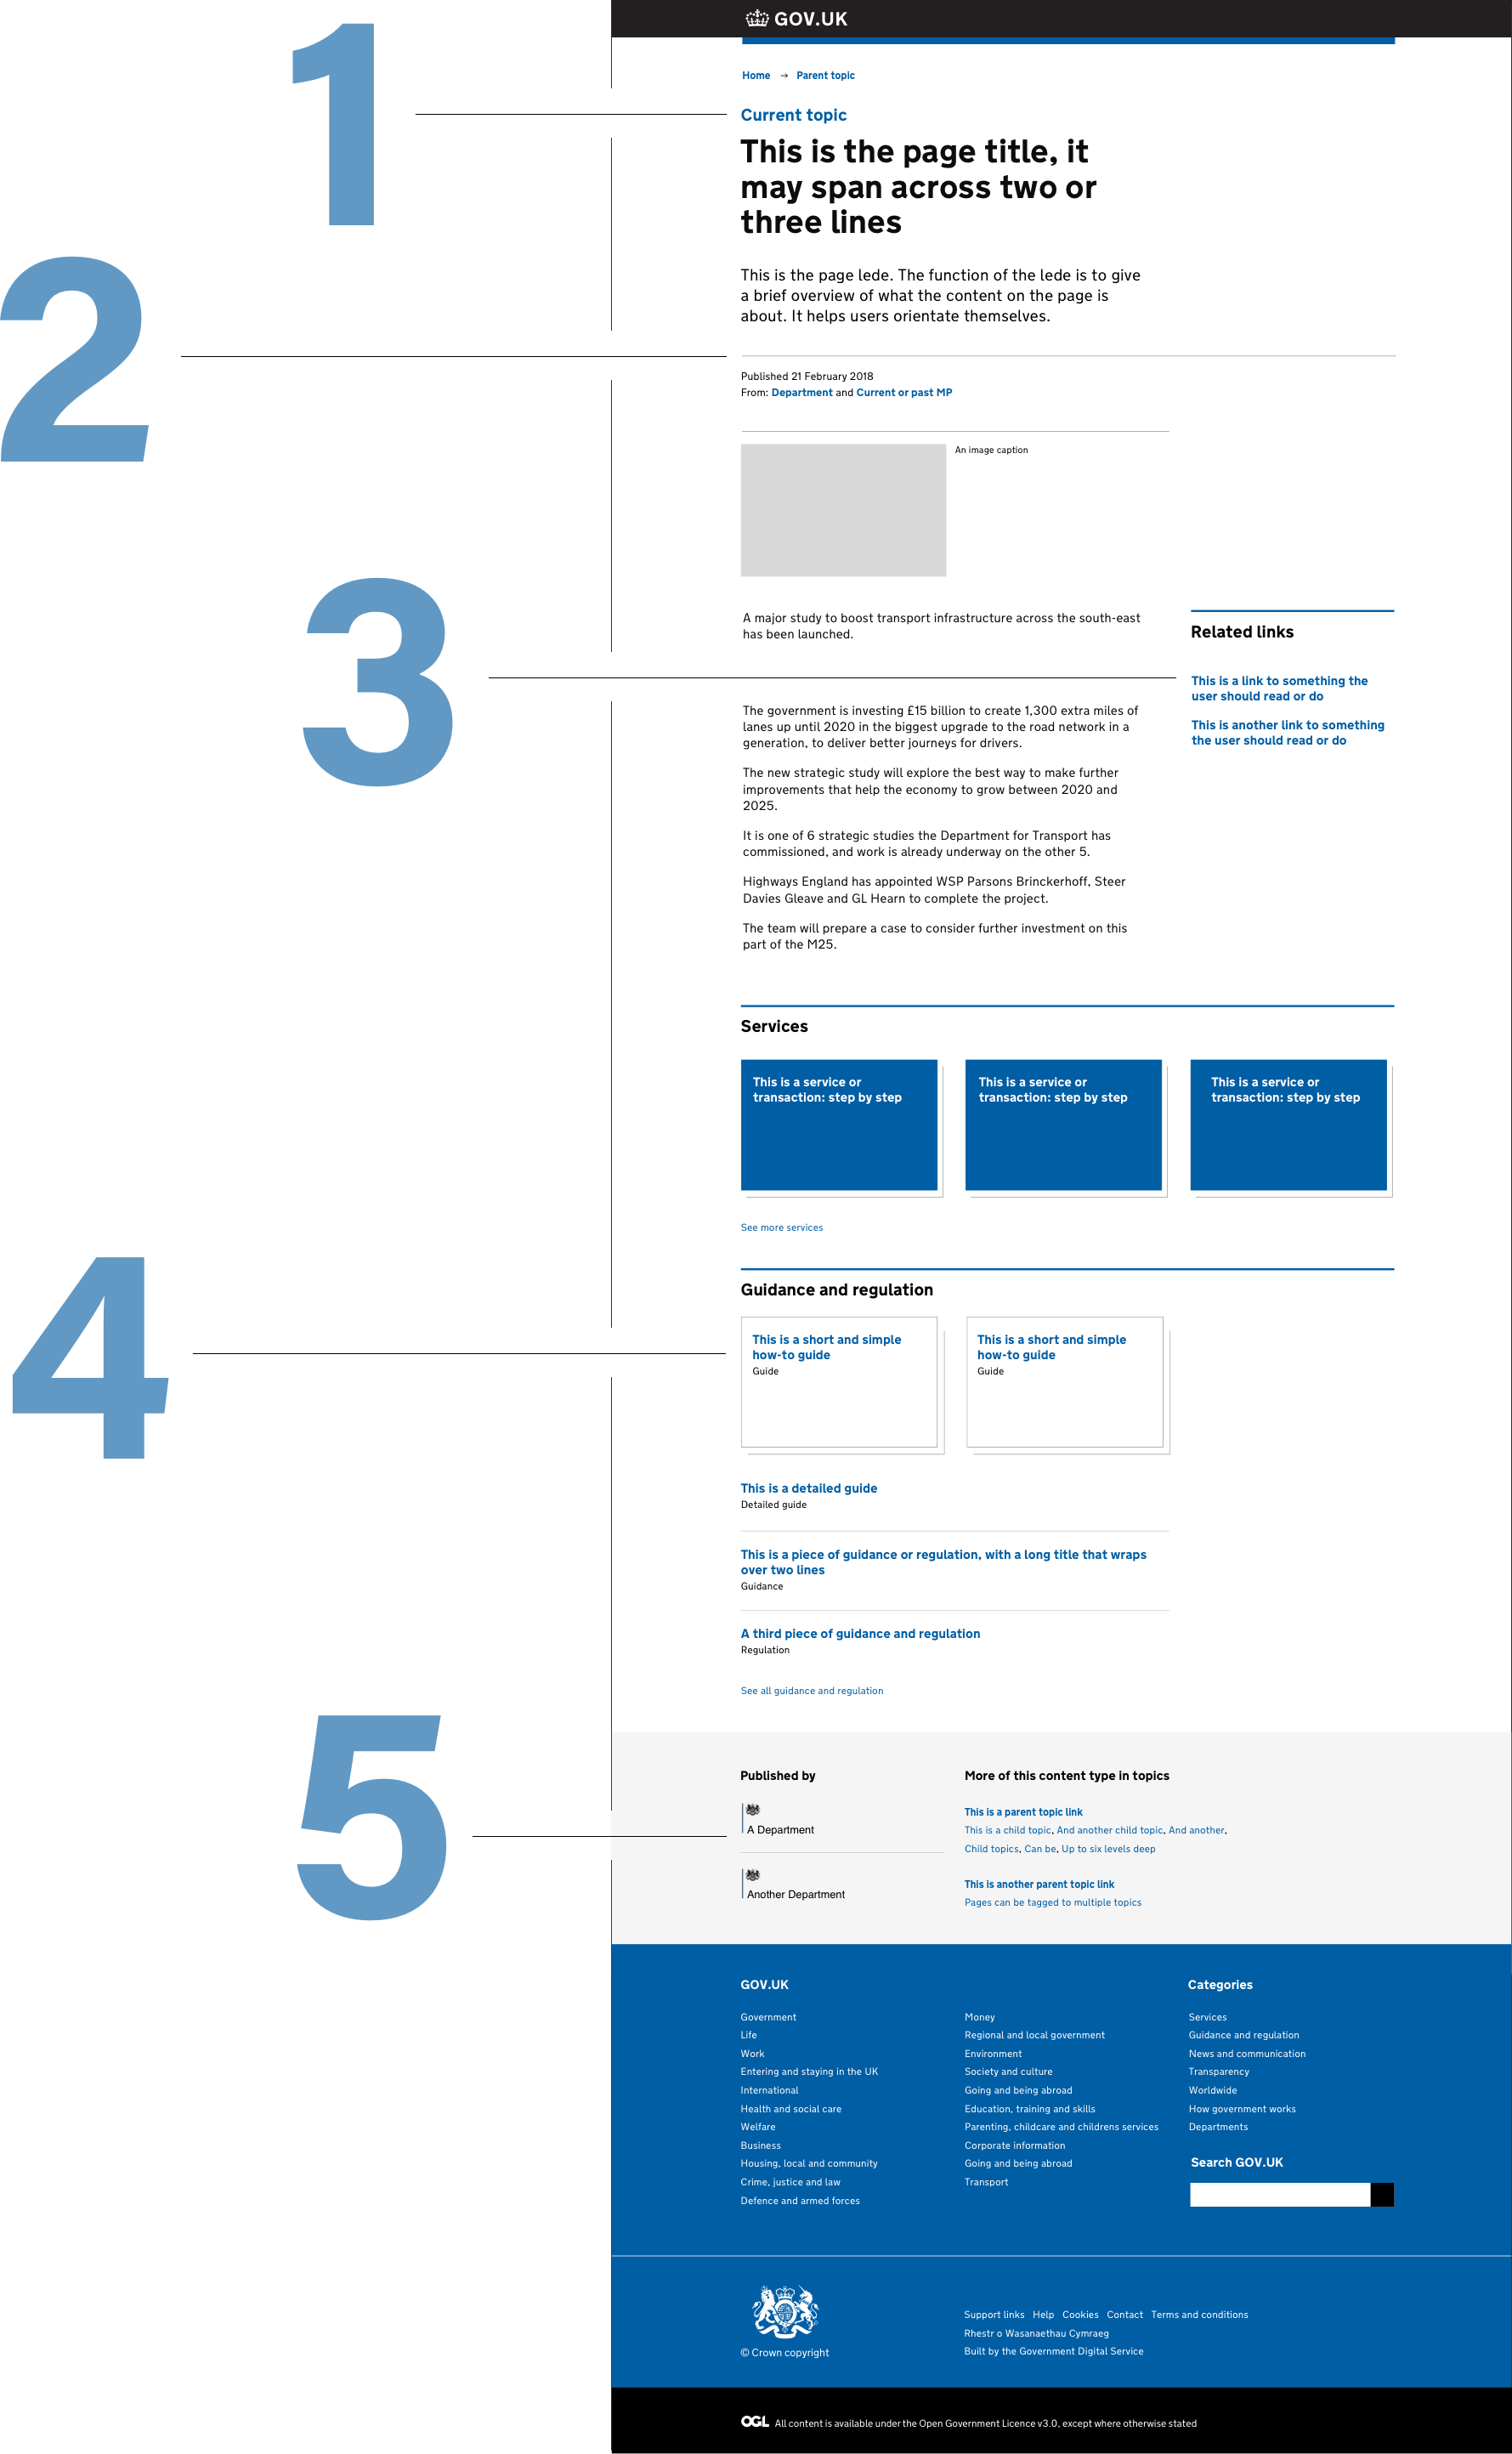 1
2
3
4
5
GOV.UK
Home → Parent topic
Current topic
This is the page title, it
may span across two or
three lines
This is the page lede. The function of the lede is to give
a brief overview of what the content on the page is
about. It helps users orientate themselves.
Published 21 February 2018
From: Department and Current or past MP
An image caption
A major study to boost transport infrastructure across the south-east
has been launched.
The government is investing £15 billion to create 1,300 extra miles of
lanes up until 2020 in the biggest upgrade to the road network in a
generation, to deliver better journeys for drivers.
The new strategic study will explore the best way to make further
improvements that help the economy to grow between 2020 and
2025.
It is one of 6 strategic studies the Department for Transport has
commissioned, and work is already underway on the other 5.
Highways England has appointed WSP Parsons Brinckerhoff, Steer
Davies Gleave and GL Hearn to complete the project.
The team will prepare a case to consider further investment on this
part of the M25.
Related links
This is a link to something the
user should read or do
This is another link to something
the user should read or do
Services
This is a service or
transaction: step by step
This is a service or
transaction: step by step
This is a service or
transaction: step by step
See more services
Guidance and regulation
This is a short and simple
how-to guide
Guide
This is a short and simple
how-to guide
Guide
This is a detailed guide
Detailed guide
This is a piece of guidance or regulation, with a long title that wraps
over two lines
Guidance
A third piece of guidance and regulation
Regulation
See all guidance and regulation
Published by
A Department
Another Department
More of this content type in topics
This is a parent topic link
This is a child topic, And another child topic, And another,
Child topics, Can be, Up to six levels deep
This is another parent topic link
Pages can be tagged to multiple topics
GOV.UK
Government
Life
Work
Entering and staying in the UK
International
Health and social care
Welfare
Business
Housing, local and community
Crime, justice and law
Defence and armed forces
Money
Regional and local government
Environment
Society and culture
Going and being abroad
Education, training and skills
Parenting, childcare and childrens services
Corporate information
Going and being abroad
Transport
Categories
Services
Guidance and regulation
News and communication
Transparency
Worldwide
How government works
Departments
Search GOV.UK
© Crown copyright
Support links Help Cookies Contact Terms and conditions
Rhestr o Wasanaethau Cymraeg
Built by the Government Digital Service
OGL All content is available under the Open Government Licence v3.0, except where otherwise stated